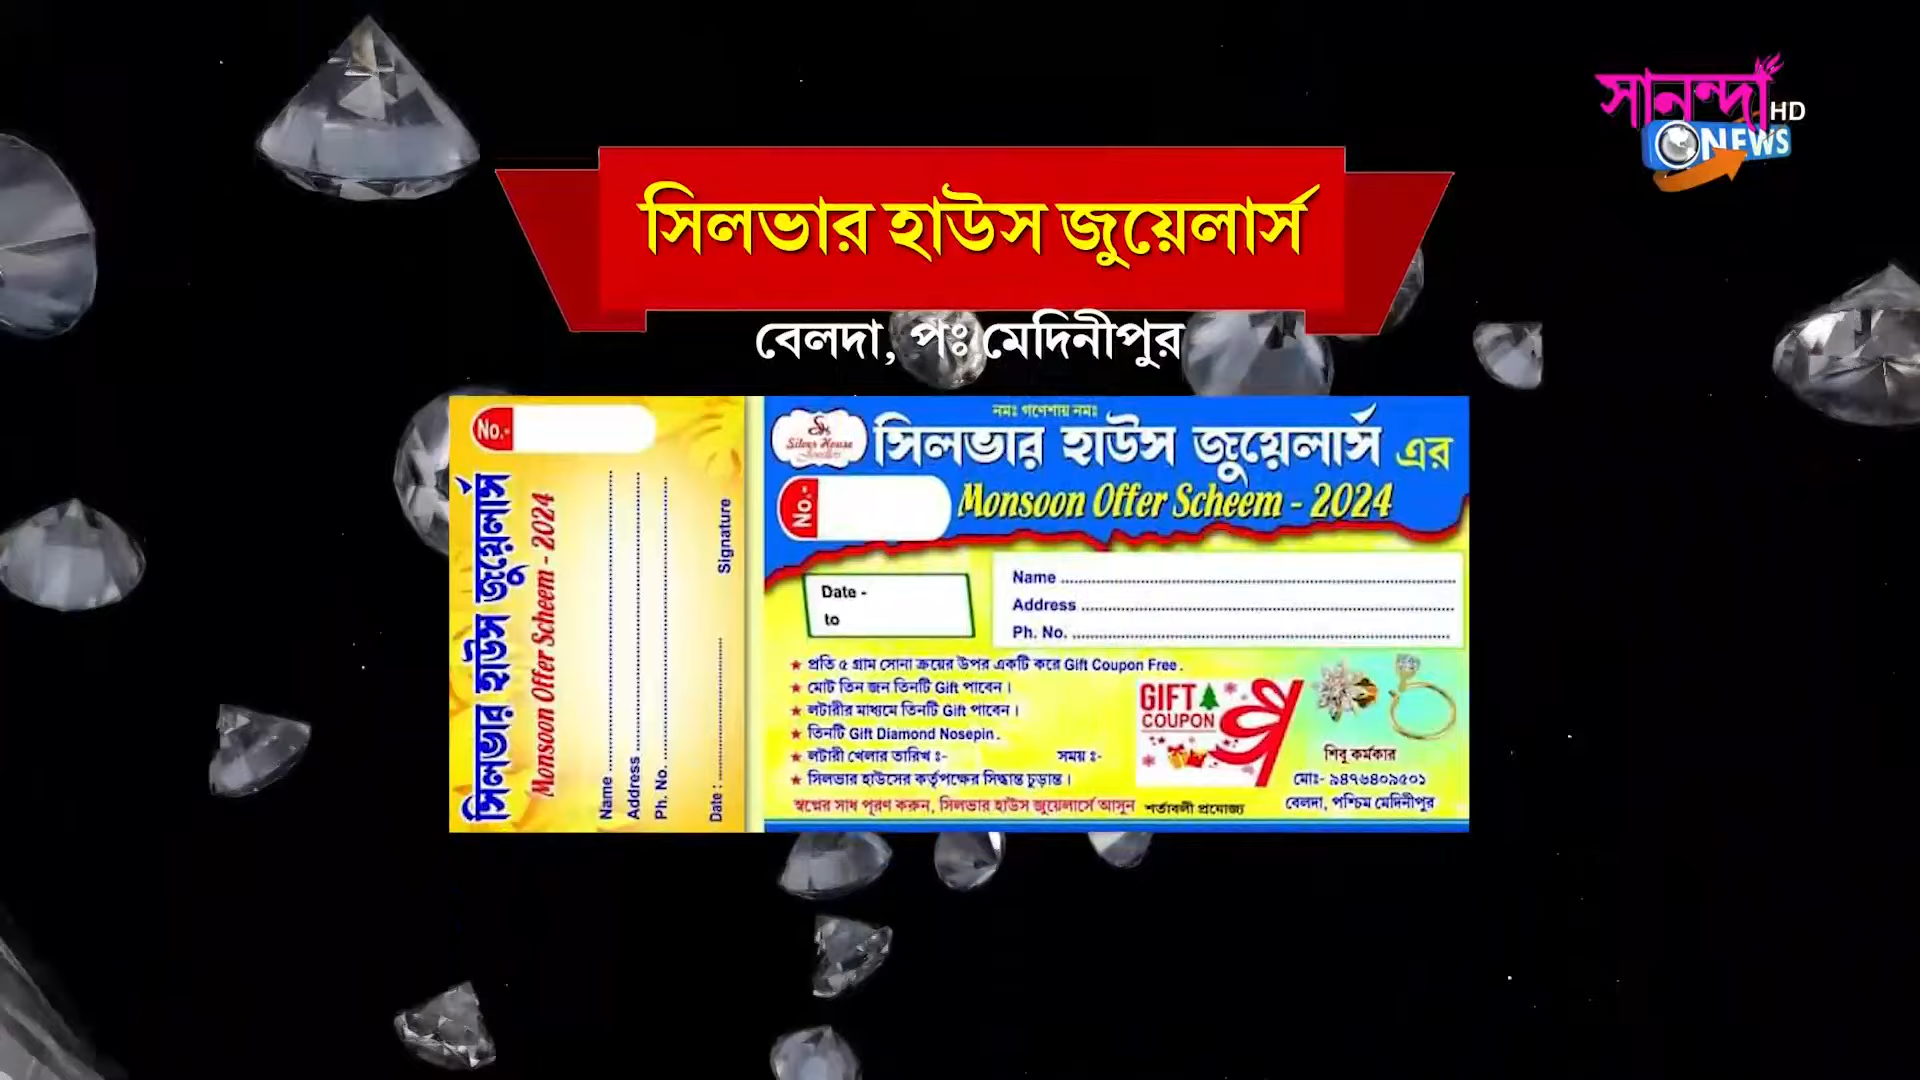 সানন্দা HD
NEWS
সিলভার হাউস জুয়েলার্স
বেলদা, পঃ মেদিনীপুর
No.-
সিলভার হাউস জুয়েলার্স
Monsoon Offer Scheem - 2024
Name
Address
Ph. No.
Date :
Signature
নমঃ গণেশায় নমঃ
Silver House
Jewellers
সিলভার হাউস জুয়েলার্স এর
No.-
Monsoon Offer Scheem - 2024
Date -
to
Name
Address
Ph. No.
★ প্রতি ৫ গ্রাম সোনা ক্রয়ের উপর একটি করে Gift Coupon Free.
★ মোট তিন জন তিনটি Gift পাবেন।
★ লটারীর মাধ্যমে তিনটি Gift পাবেন।
★ তিনটি Gift Diamond Nosepin.
★ লটারী খেলার তারিখ ঃ- সময় ঃ-
★ সিলভার হাউসের কর্তৃপক্ষের সিদ্ধান্ত চুড়ান্ত।
স্বপ্নের সাধ পূরণ করুন, সিলভার হাউস জুয়েলার্সে আসুন শর্তাবলী প্রযোজ্য
GIFT
COUPON
শিবু কর্মকার
মোঃ- ৯৪৭৬৪০৯৫০১
বেলদা, পশ্চিম মেদিনীপুর